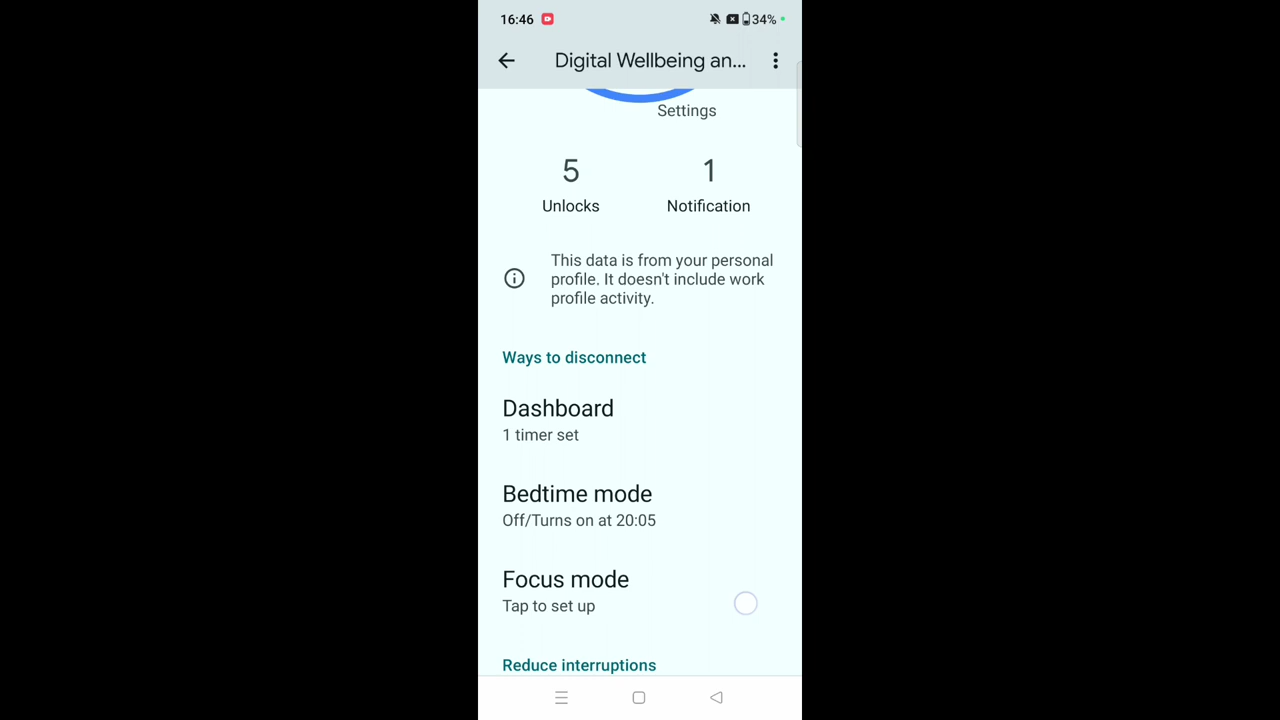 16:46
34%
Digital Wellbeing an...
Settings
5
1
Unlocks
Notification
This data is from your personal
profile. It doesn't include work
profile activity.
Ways to disconnect
Dashboard
1 timer set
Bedtime mode
Off/Turns on at 20:05
Focus mode
Tap to set up
Reduce interruptions